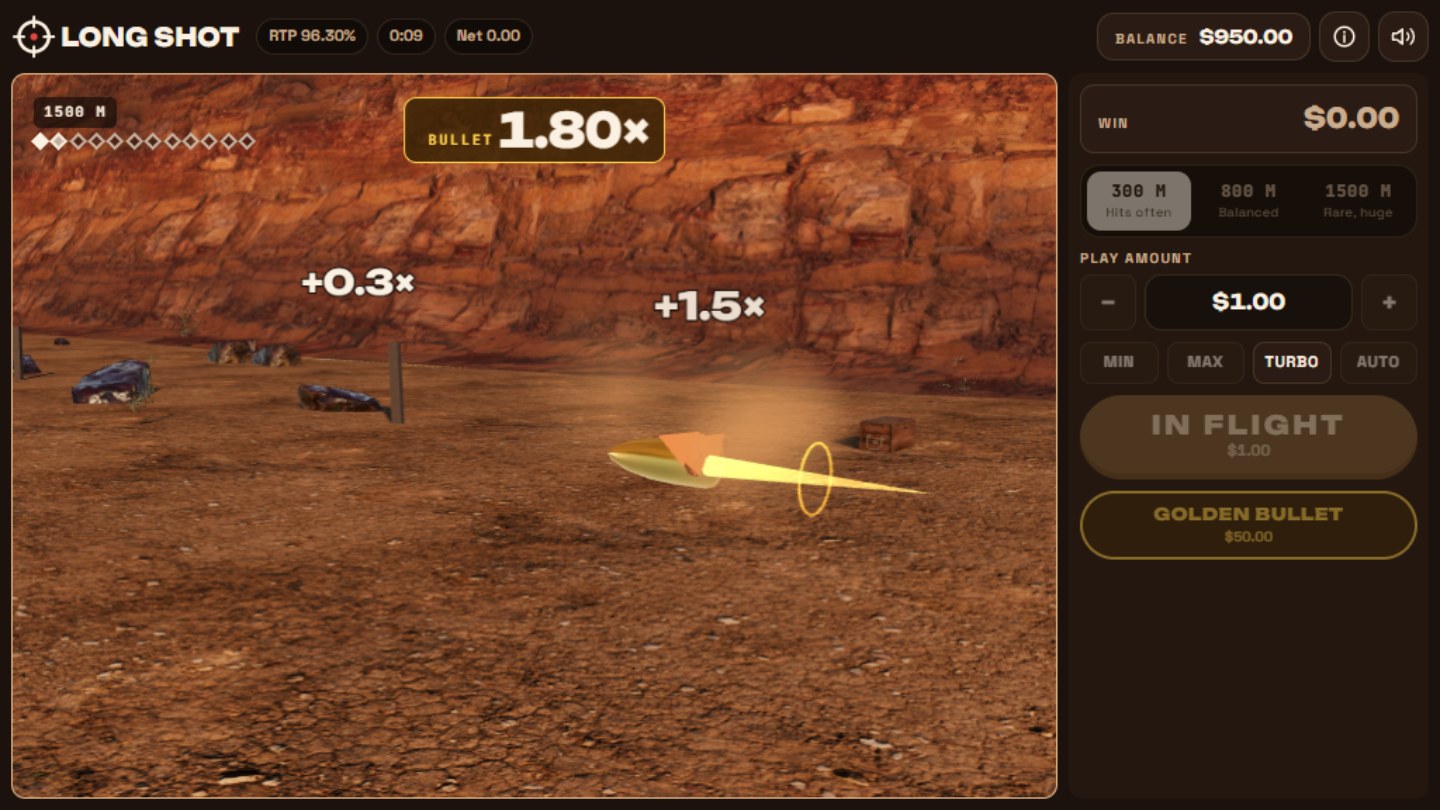 LONG SHOT
RTP 96.30%
0:09
Net 0.00
BALANCE $950.00
1500 M
BULLET 1.80×
+0.3×
+1.5×
WIN $0.00
300 M
Hits often
800 M
Balanced
1500 M
Rare, huge
PLAY AMOUNT
− $1.00 +
MIN
MAX
TURBO
AUTO
IN FLIGHT
$1.00
GOLDEN BULLET
$50.00